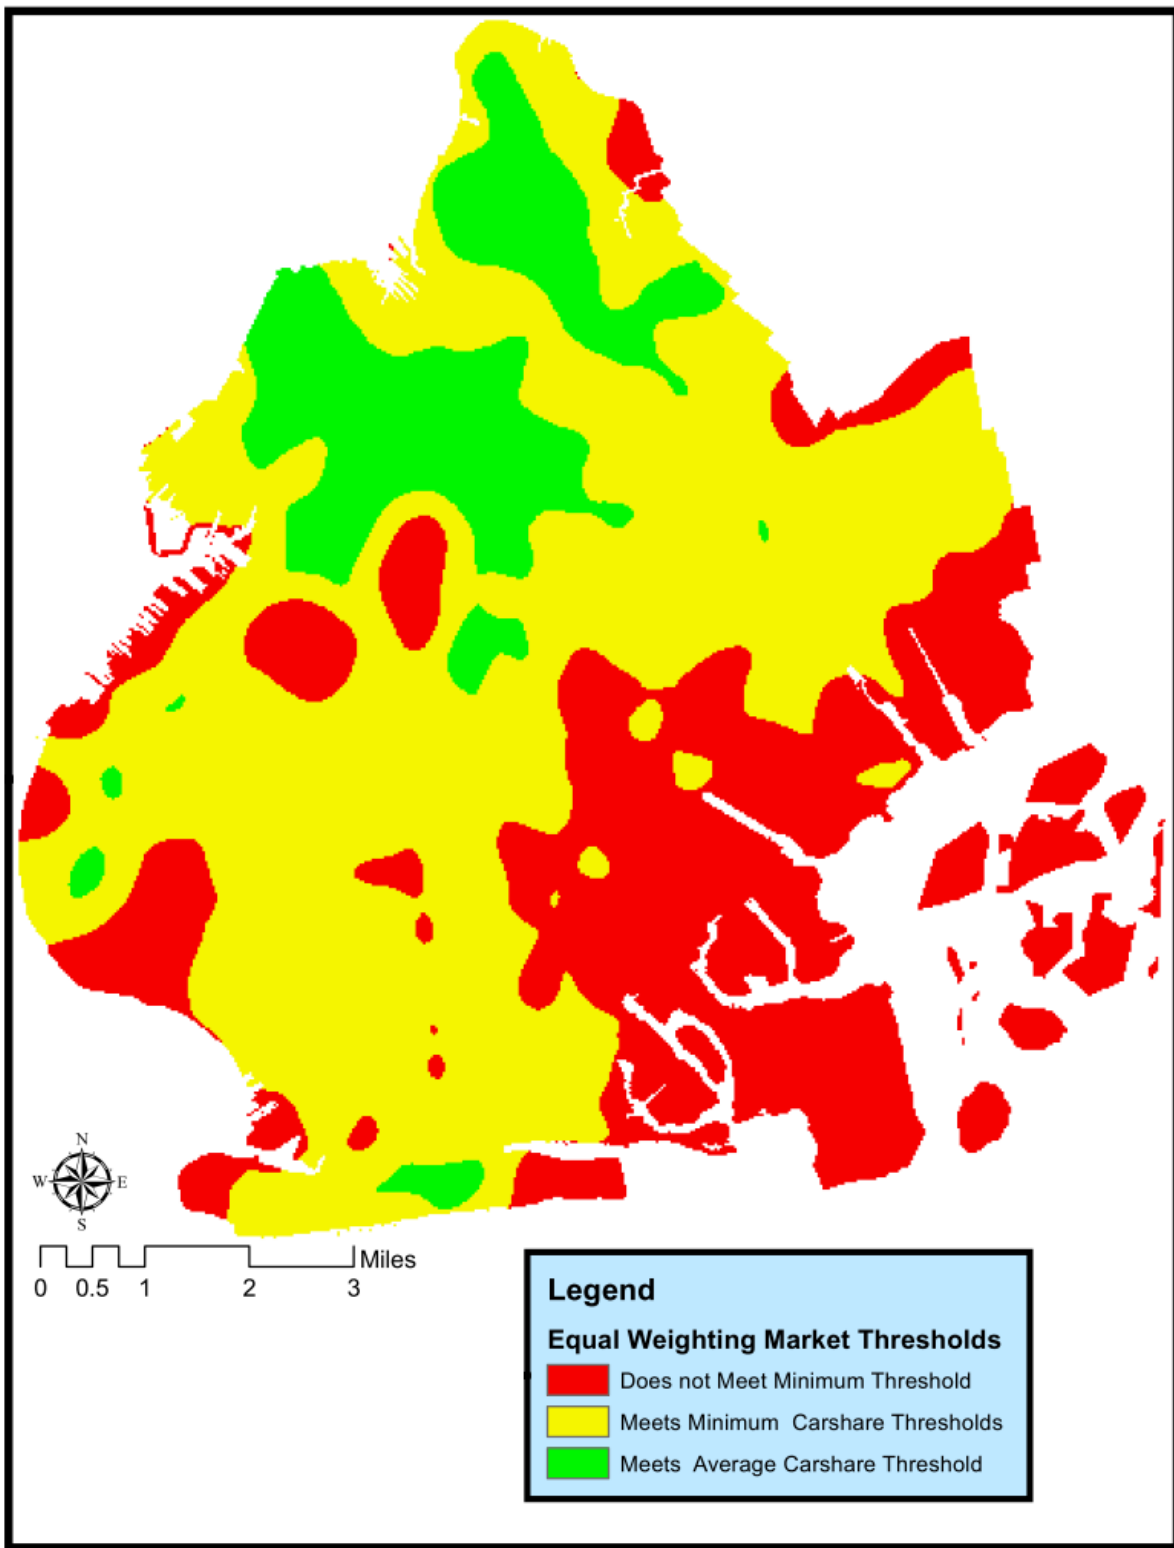 N
W E
S
Miles
0 0.5 1 2 3
Legend
Equal Weighting Market Thresholds
Does not Meet Minimum Threshold
Meets Minimum Carshare Thresholds
Meets Average Carshare Threshold